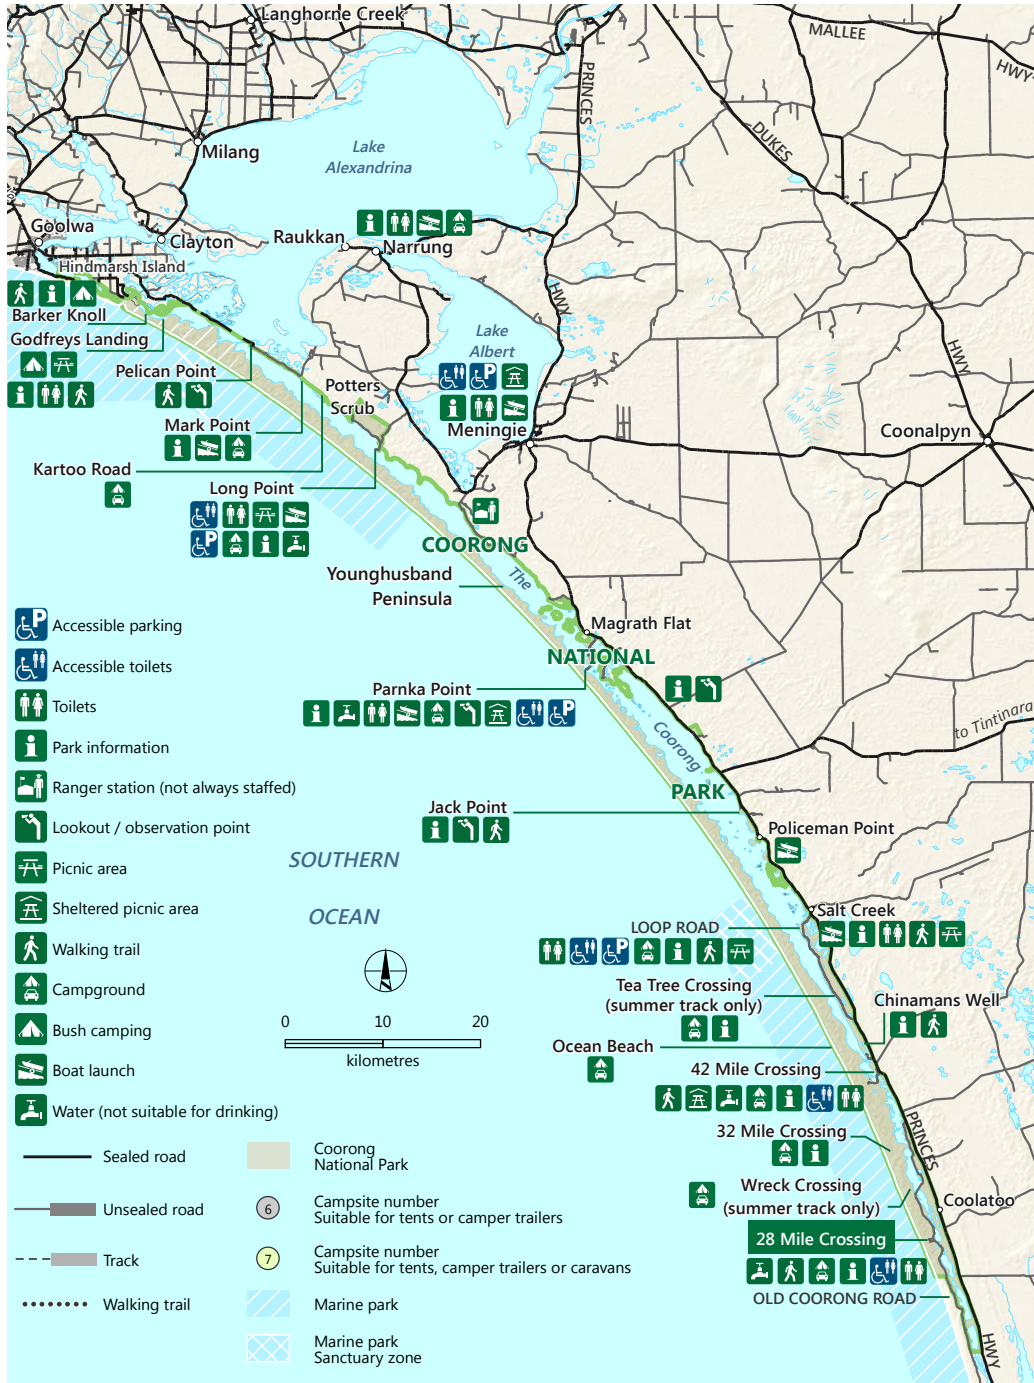 Langhorne Creek
MALLEE
HWY
PRINCES
DUKES
Milang
Lake
Alexandrina
Goolwa
Clayton
Raukkan
Narrung
Hindmarsh Island
HWY
Barker Knoll
Godfreys Landing
Lake
Albert
HWY
Pelican Point
Potters
Scrub
Mark Point
Meningie
Coonalpyn
Kartoo Road
Long Point
COORONG
The
Younghusband
Peninsula
Magrath Flat
NATIONAL
Parnka Point
to Tintinara
Coorong
PARK
Jack Point
Policeman Point
SOUTHERN
OCEAN
Salt Creek
LOOP ROAD
Tea Tree Crossing
(summer track only)
Chinamans Well
Ocean Beach
42 Mile Crossing
PRINCES
32 Mile Crossing
Wreck Crossing
(summer track only)
Coolatoo
28 Mile Crossing
OLD COORONG ROAD
HWY
P Accessible parking
Accessible toilets
Toilets
Park information
Ranger station (not always staffed)
Lookout / observation point
Picnic area
Sheltered picnic area
Walking trail
Campground
Bush camping
Boat launch
Water (not suitable for drinking)
0 10 20
kilometres
Sealed road
Unsealed road
Track
Walking trail
Coorong
National Park
6 Campsite number
Suitable for tents or camper trailers
7 Campsite number
Suitable for tents, camper trailers or caravans
Marine park
Marine park
Sanctuary zone